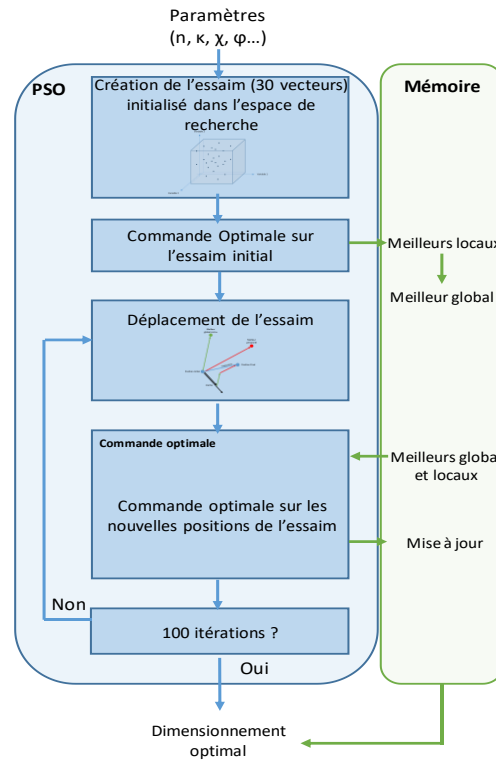 Paramètres
(n, κ, χ, φ…)
PSO
Création de l'essaim (30 vecteurs)
initialisé dans l'espace de
recherche
Mémoire
Commande Optimale sur
l'essaim initial
Meilleurs locaux
Meilleur global
Déplacement de l'essaim
Commande optimale
Commande optimale sur les
nouvelles positions de l'essaim
Meilleurs global
et locaux
Mise à jour
Non
100 itérations ?
Oui
Dimensionnement
optimal